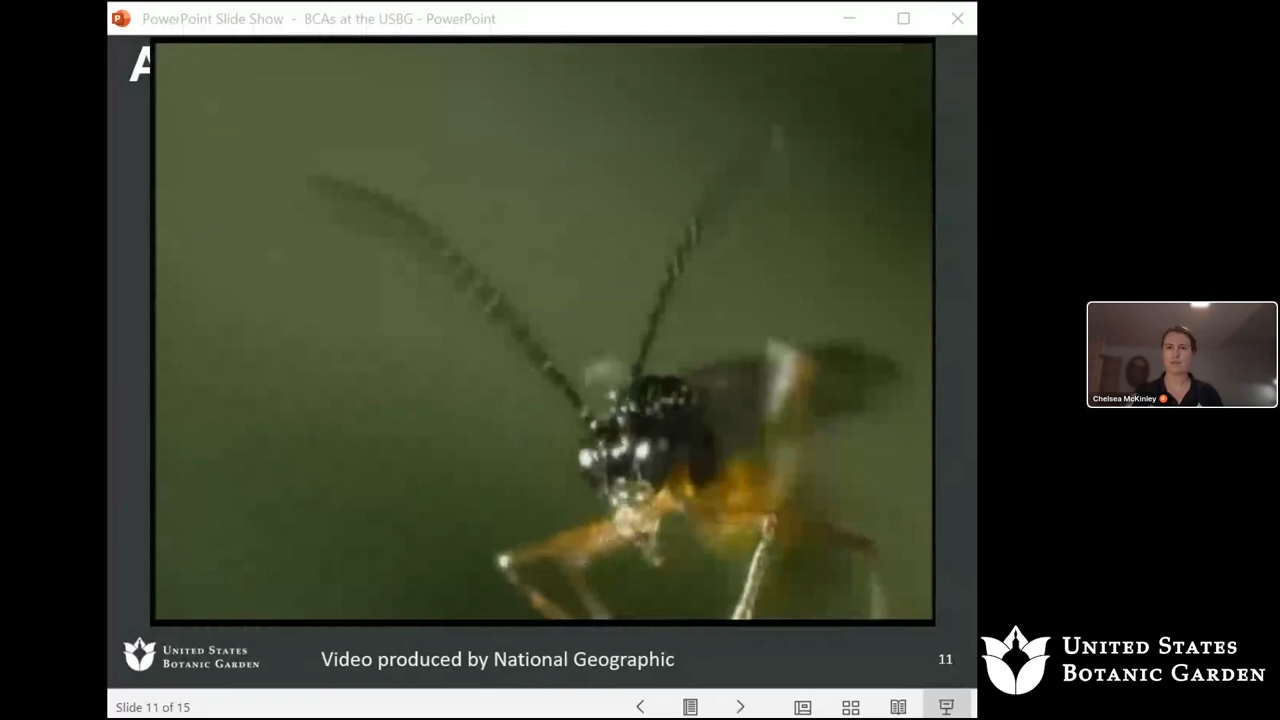 PowerPoint Slide Show - BCAs at the USBG - PowerPoint
A
UNITED STATES
BOTANIC GARDEN
Video produced by National Geographic
11
Slide 11 of 15
Chelsea McKinley
UNITED STATES
BOTANIC GARDEN